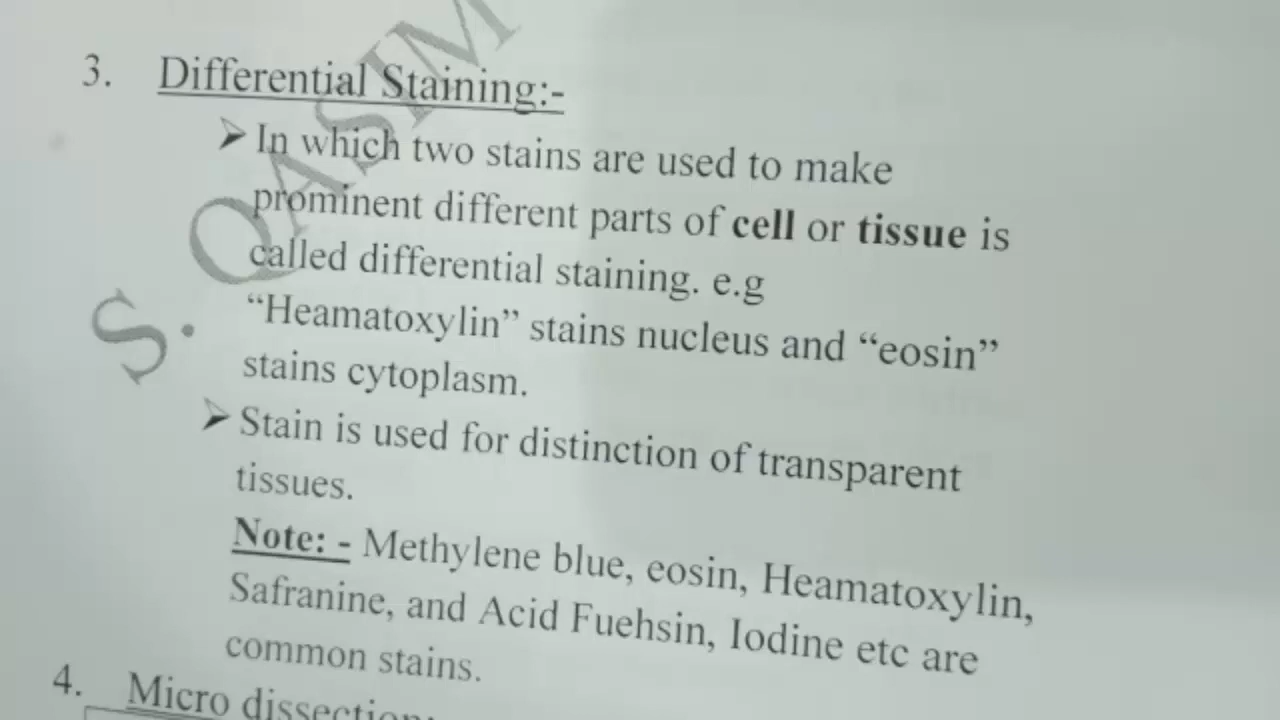 3. Differential Staining:-
➢ In which two stains are used to make
prominent different parts of cell or tissue is
called differential staining. e.g
“Heamatoxylin” stains nucleus and “eosin”
stains cytoplasm.
➢ Stain is used for distinction of transparent
tissues.
Note: - Methylene blue, eosin, Heamatoxylin,
Safranine, and Acid Fuehsin, Iodine etc are
common stains.
4. Micro dissection:
S. QASIM